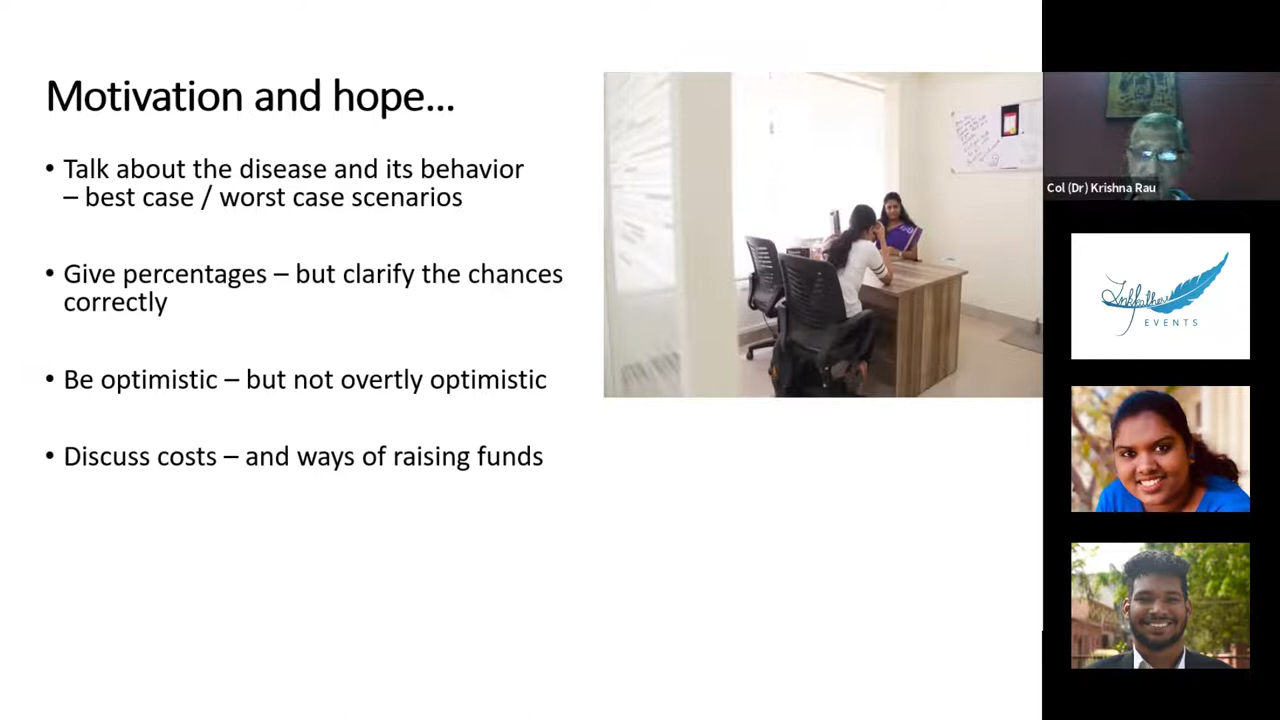 Motivation and hope...
• Talk about the disease and its behavior
– best case / worst case scenarios
• Give percentages – but clarify the chances
correctly
• Be optimistic – but not overtly optimistic
• Discuss costs – and ways of raising funds
Col (Dr) Krishna Rau
Inkfeathers
EVENTS